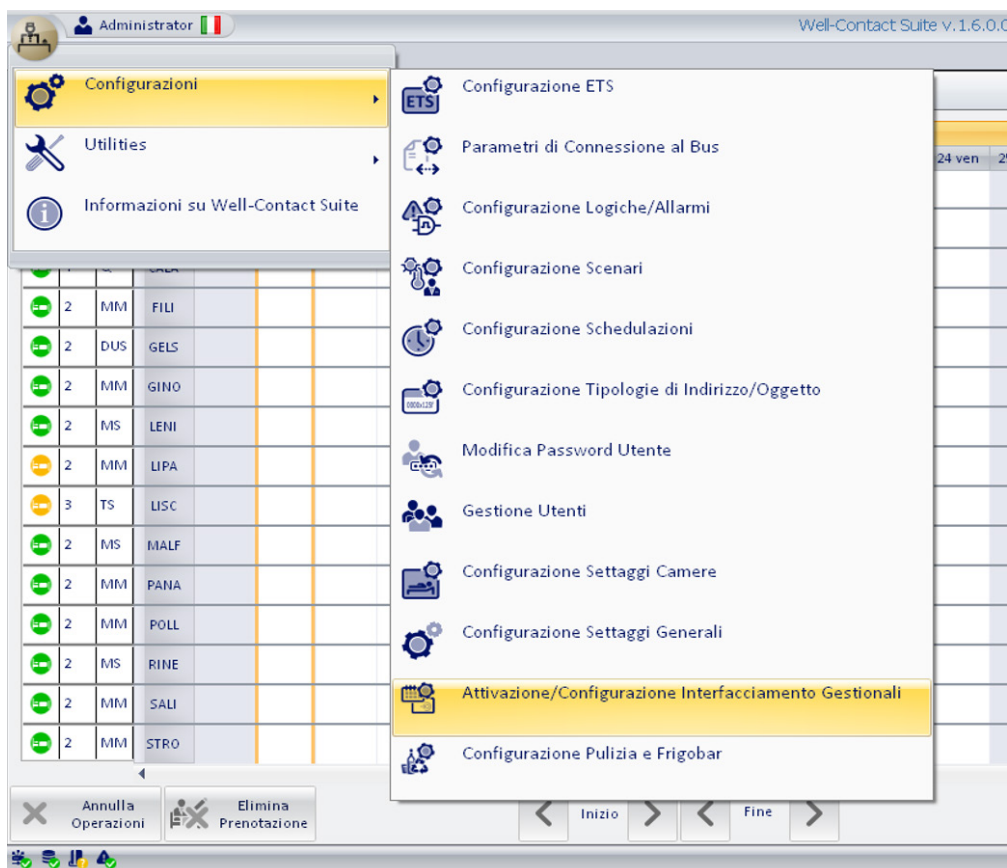 Administrator
Well-Contact Suite v.1.6.0.0
Configurazioni
Utilities
Informazioni su Well-Contact Suite
Configurazione ETS
Parametri di Connessione al Bus
Configurazione Logiche/Allarmi
Configurazione Scenari
Configurazione Schedulazioni
Configurazione Tipologie di Indirizzo/Oggetto
Modifica Password Utente
Gestione Utenti
Configurazione Settaggi Camere
Configurazione Settaggi Generali
Attivazione/Configurazione Interfacciamento Gestionali
Configurazione Pulizia e Frigobar
ETS
24 ven
2 MM FILI
2 DUS GELS
2 MM GINO
2 MS LENI
2 MM LIPA
3 TS LISC
2 MS MALF
2 MM PANA
2 MM POLL
2 MS RINE
2 MM SALI
2 MM STRO
Annulla
Operazioni
Elimina
Prenotazione
Inizio
Fine